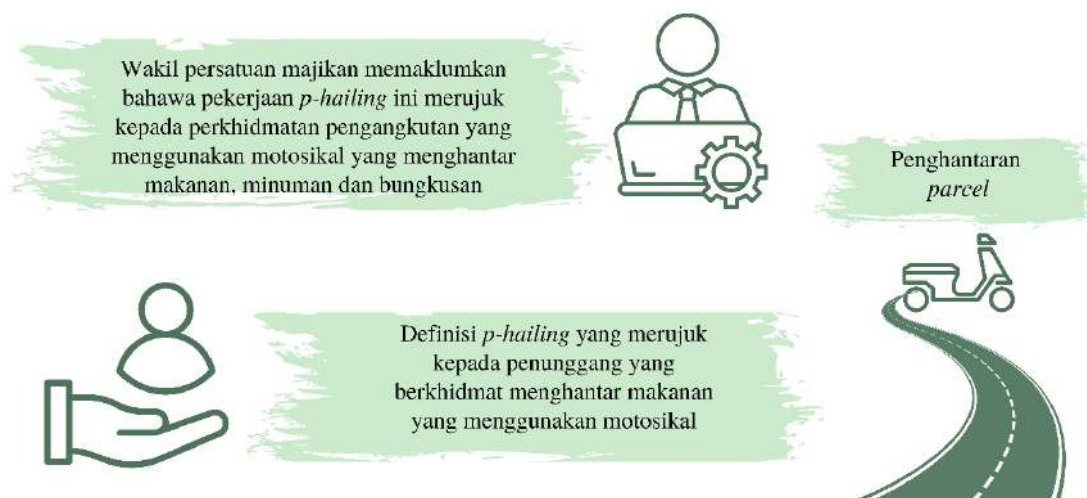 Wakil persatuan majikan memaklumkan
bahawa pekerjaan p-hailing ini merujuk
kepada perkhidmatan pengangkutan yang
menggunakan motosikal yang menghantar
makanan, minuman dan bungkusan
Penghantaran
parcel
Definisi p-hailing yang merujuk
kepada penunggang yang
berkhidmat menghantar makanan
yang menggunakan motosikal